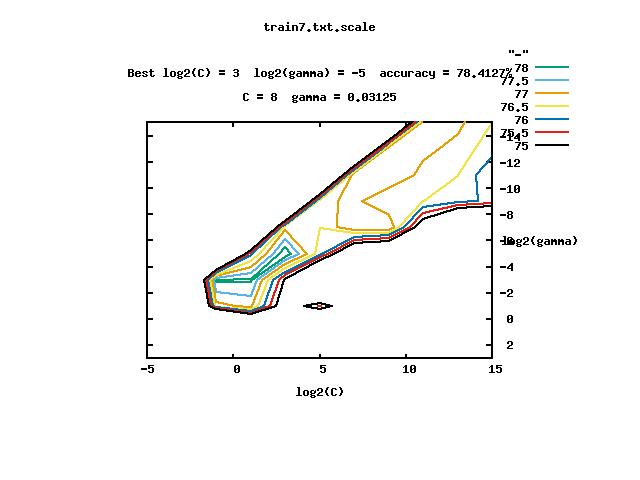 train7.txt.scale
"-"
Best log2(C) = 3 log2(gamma) = -5 accuracy = 78.4127%
78
77.5
C = 8 gamma = 0.03125
77
76.5
76
75.5
75
-14
-12
-10
-8
-6
log2(gamma)
-4
-2
0
2
-5 0 5 10 15
log2(C)